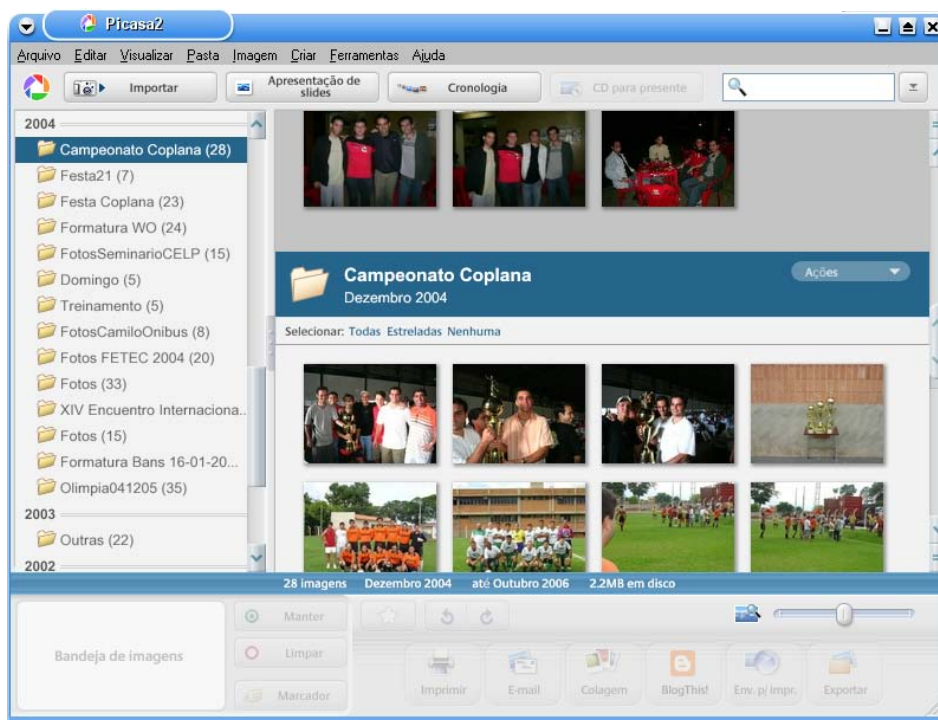 Picasa2
Arquivo Editar Visualizar Pasta Imagem Criar Ferramentas Ajuda
Importar
Apresentação de
slides
Cronologia
CD para presente
2004
Campeonato Coplana (28)
Festa21 (7)
Festa Coplana (23)
Formatura WO (24)
FotosSeminarioCELP (15)
Domingo (5)
Treinamento (5)
FotosCamiloOnibus (8)
Fotos FETEC 2004 (20)
Fotos (33)
XIV Encuentro Internaciona...
Fotos (15)
Formatura Bans 16-01-20...
Olimpia041205 (35)
2003
Outras (22)
2002
Campeonato Coplana
Dezembro 2004
Ações
Selecionar: Todas Estreladas Nenhuma
28 imagens Dezembro 2004 até Outubro 2006 2.2MB em disco
Bandeja de imagens
Manter
Limpar
Marcador
Imprimir
E-mail
Colagem
BlogThis!
Env. p/ impr.
Exportar